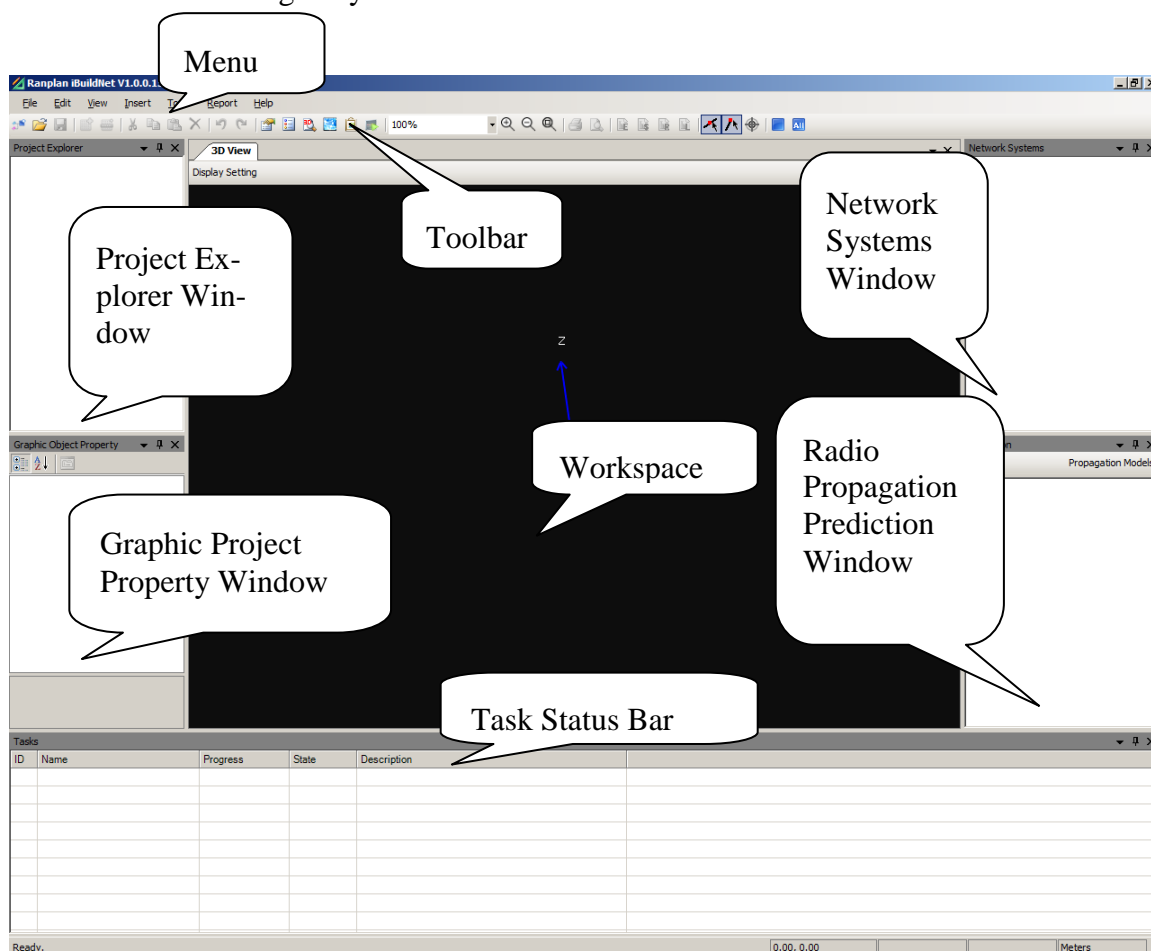 Menu
Ranplan iBuildNet V1.0.0.1
File Edit View Insert Report Help
100%
Project Explorer
3D View
Network Systems
Display Setting
Network
Systems
Window
Toolbar
Project Ex-
plorer Win-
dow
Z
Graphic Object Property
Propagation Models
Workspace
Radio
Propagation
Prediction
Window
Graphic Project
Property Window
Task Status Bar
Tasks
ID Name Progress State Description
Ready. 0.00, 0.00 Meters